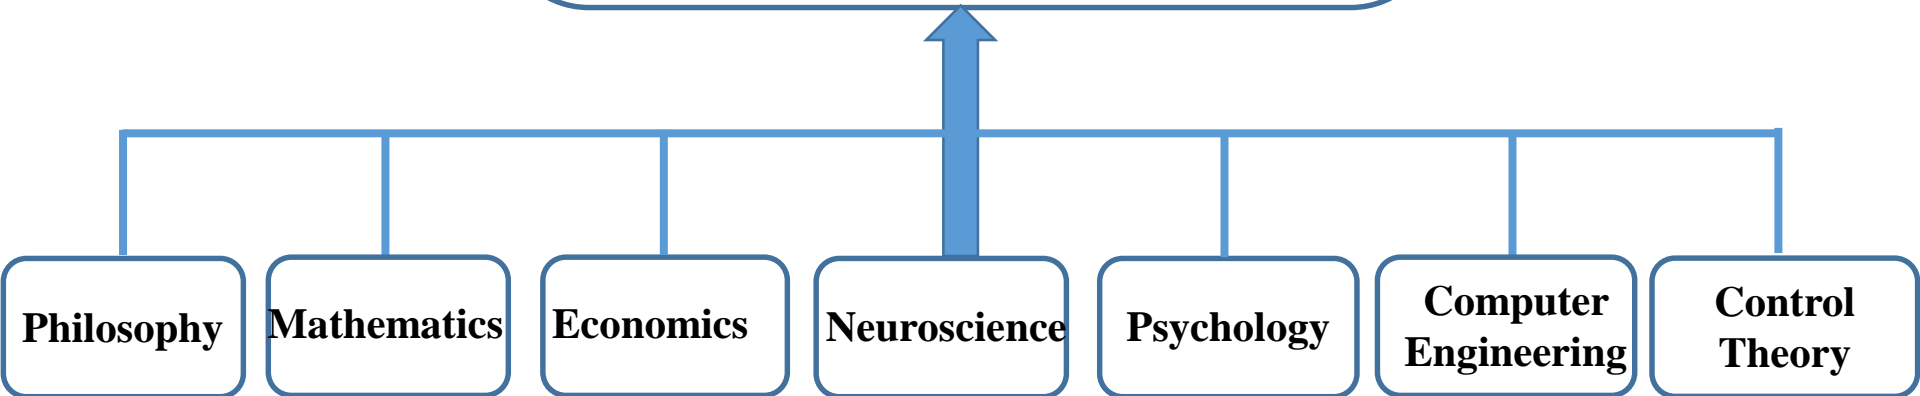 Philosophy
Mathematics
Economics
Neuroscience
Psychology
Computer
Engineering
Control
Theory